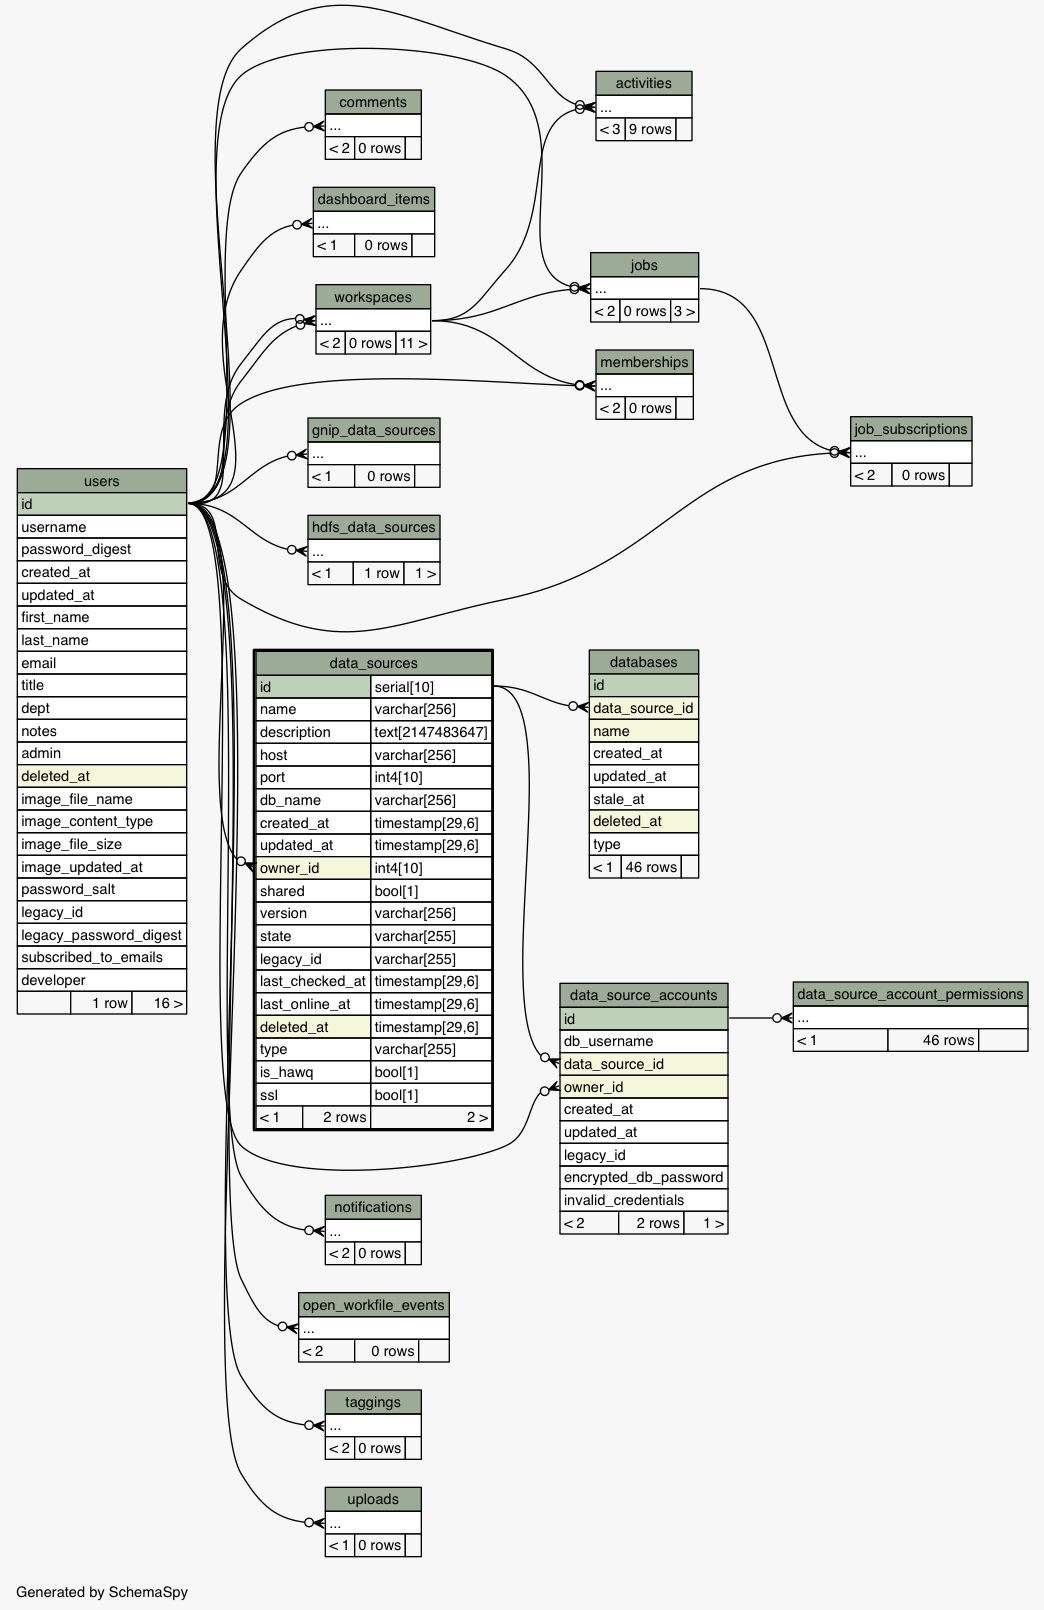 activities
...
< 3 9 rows
comments
...
< 2 0 rows
dashboard_items
...
< 1 0 rows
jobs
...
< 2 0 rows 3 >
workspaces
...
< 2 0 rows 11 >
memberships
...
< 2 0 rows
gnip_data_sources
...
< 1 0 rows
job_subscriptions
...
< 2 0 rows
hdfs_data_sources
...
< 1 1 row 1 >
users
id
username
password_digest
created_at
updated_at
first_name
last_name
email
title
dept
notes
admin
deleted_at
image_file_name
image_content_type
image_file_size
image_updated_at
password_salt
legacy_id
legacy_password_digest
subscribed_to_emails
developer
1 row 16 >
data_sources
id serial[10]
name varchar[256]
description text[2147483647]
host varchar[256]
port int4[10]
db_name varchar[256]
created_at timestamp[29,6]
updated_at timestamp[29,6]
owner_id int4[10]
shared bool[1]
version varchar[256]
state varchar[255]
legacy_id varchar[255]
last_checked_at timestamp[29,6]
last_online_at timestamp[29,6]
deleted_at timestamp[29,6]
type varchar[255]
is_hawq bool[1]
ssl bool[1]
< 1 2 rows 2 >
databases
id
data_source_id
name
created_at
updated_at
stale_at
deleted_at
type
< 1 46 rows
data_source_accounts
id
db_username
data_source_id
owner_id
created_at
updated_at
legacy_id
encrypted_db_password
invalid_credentials
< 2 2 rows 1 >
data_source_account_permissions
...
< 1 46 rows
notifications
...
< 2 0 rows
open_workfile_events
...
< 2 0 rows
taggings
...
< 2 0 rows
uploads
...
< 1 0 rows
Generated by SchemaSpy